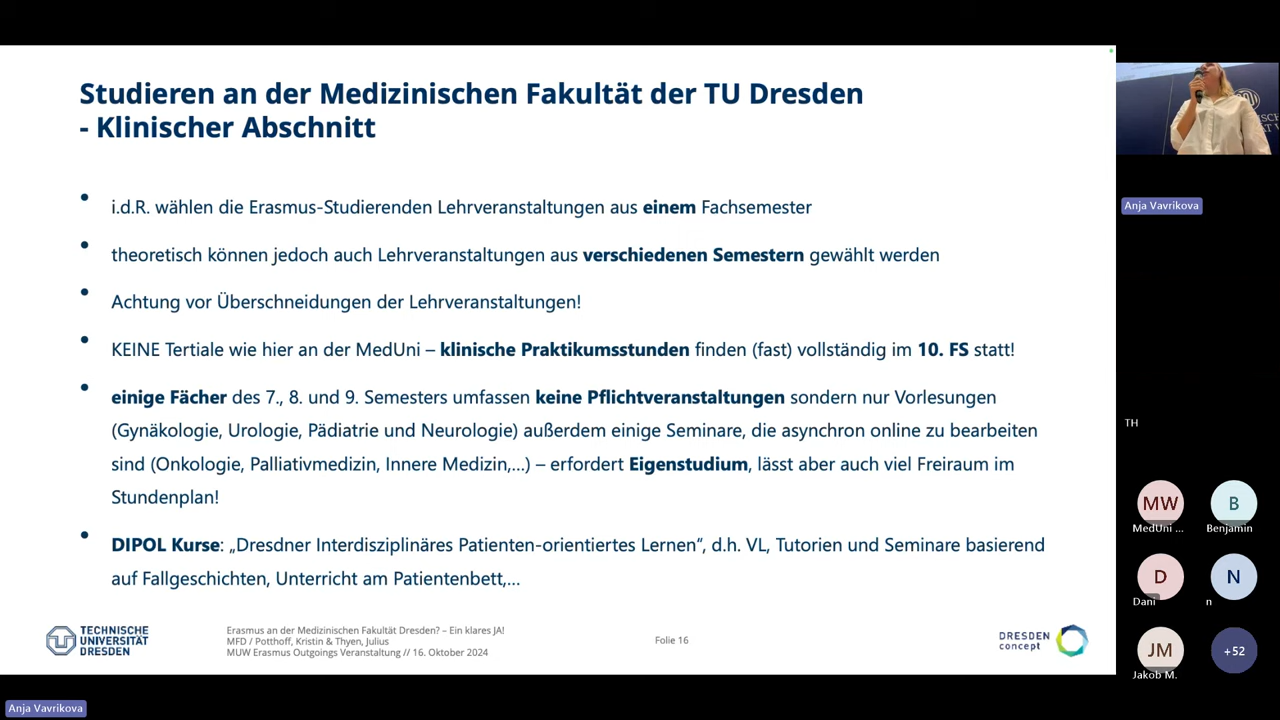 Studieren an der Medizinischen Fakultät der TU Dresden
- Klinischer Abschnitt
• i.d.R. wählen die Erasmus-Studierenden Lehrveranstaltungen aus einem Fachsemester
• theoretisch können jedoch auch Lehrveranstaltungen aus verschiedenen Semestern gewählt werden
• Achtung vor Überschneidungen der Lehrveranstaltungen!
• KEINE Tertiale wie hier an der MedUni – klinische Praktikumsstunden finden (fast) vollständig im 10. FS statt!
• einige Fächer des 7., 8. und 9. Semesters umfassen keine Pflichtveranstaltungen sondern nur Vorlesungen
(Gynäkologie, Urologie, Pädiatrie und Neurologie) außerdem einige Seminare, die asynchron online zu bearbeiten
sind (Onkologie, Palliativmedizin, Innere Medizin,...) – erfordert Eigenstudium, lässt aber auch viel Freiraum im
Stundenplan!
• DIPOL Kurse: „Dresdner Interdisziplinäres Patienten-orientiertes Lernen“, d.h. VL, Tutorien und Seminare basierend
auf Fallgeschichten, Unterricht am Patientenbett,...
TECHNISCHE
UNIVERSITÄT
DRESDEN
Erasmus an der Medizinischen Fakultät Dresden? – Ein klares JA!
MFD / Potthoff, Kristin & Thyen, Julius
MUW Erasmus Outgoings Veranstaltung // 16. Oktober 2024
Folie 16
DRESDEN
concept
Anja Vavrikova
TH
MW
MedUni ...
B
Benjamin
D
Dani
N
n
JM
Jakob M.
+52
Anja Vavrikova